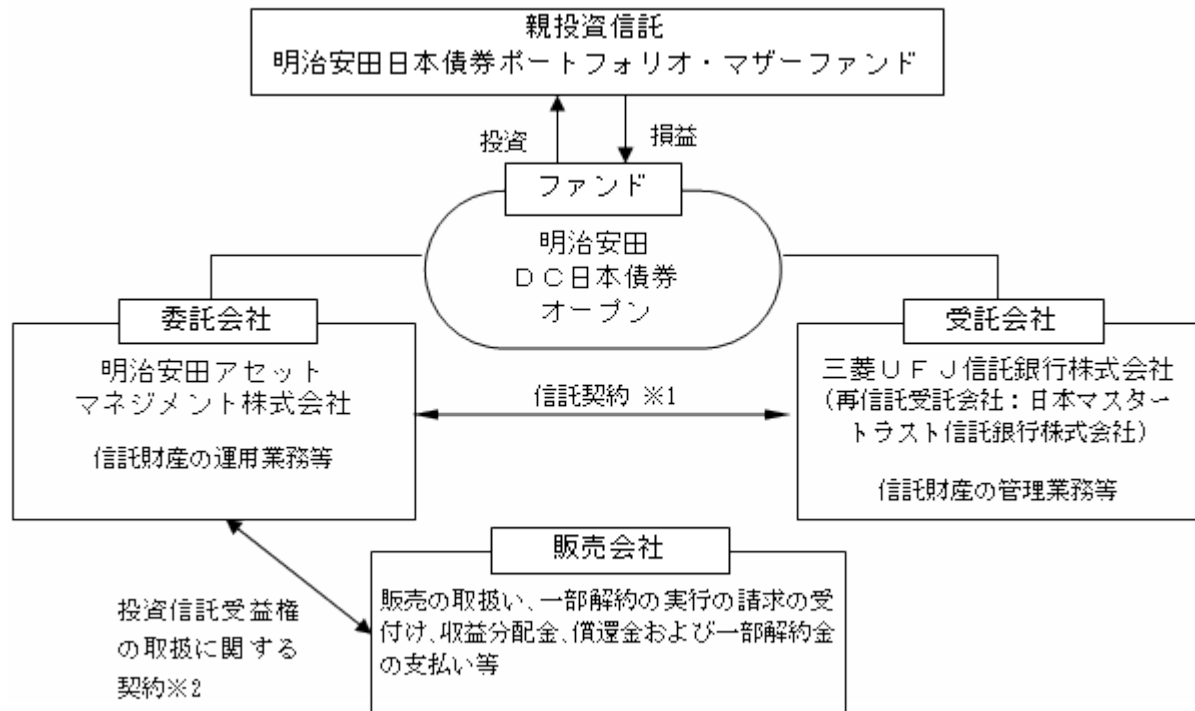 親投資信託
明治安田日本債券ポートフォリオ・マザーファンド
投資
損益
ファンド
明治安田
ＤＣ日本債券
オープン
委託会社
明治安田アセット
マネジメント株式会社
信託財産の運用業務等
信託契約 ※1
受託会社
三菱ＵＦＪ信託銀行株式会社
(再信託受託会社：日本マスター
トラスト信託銀行株式会社)
信託財産の管理業務等
投資信託受益権
の取扱に関する
契約※2
販売会社
販売の取扱い、一部解約の実行の請求の受
付け、収益分配金、償還金および一部解約金
の支払い等